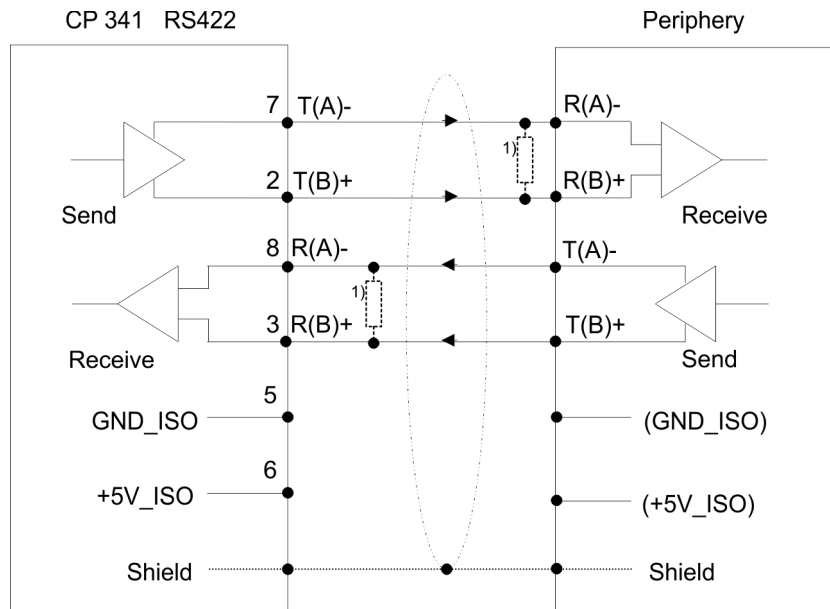 CP 341 RS422
Periphery
7 T(A)- R(A)-
1)
2 T(B)+ R(B)+
Send Receive
8 R(A)- T(A)-
1)
3 R(B)+ T(B)+
Receive Send
5
GND_ISO (GND_ISO)
6
+5V_ISO (+5V_ISO)
Shield Shield